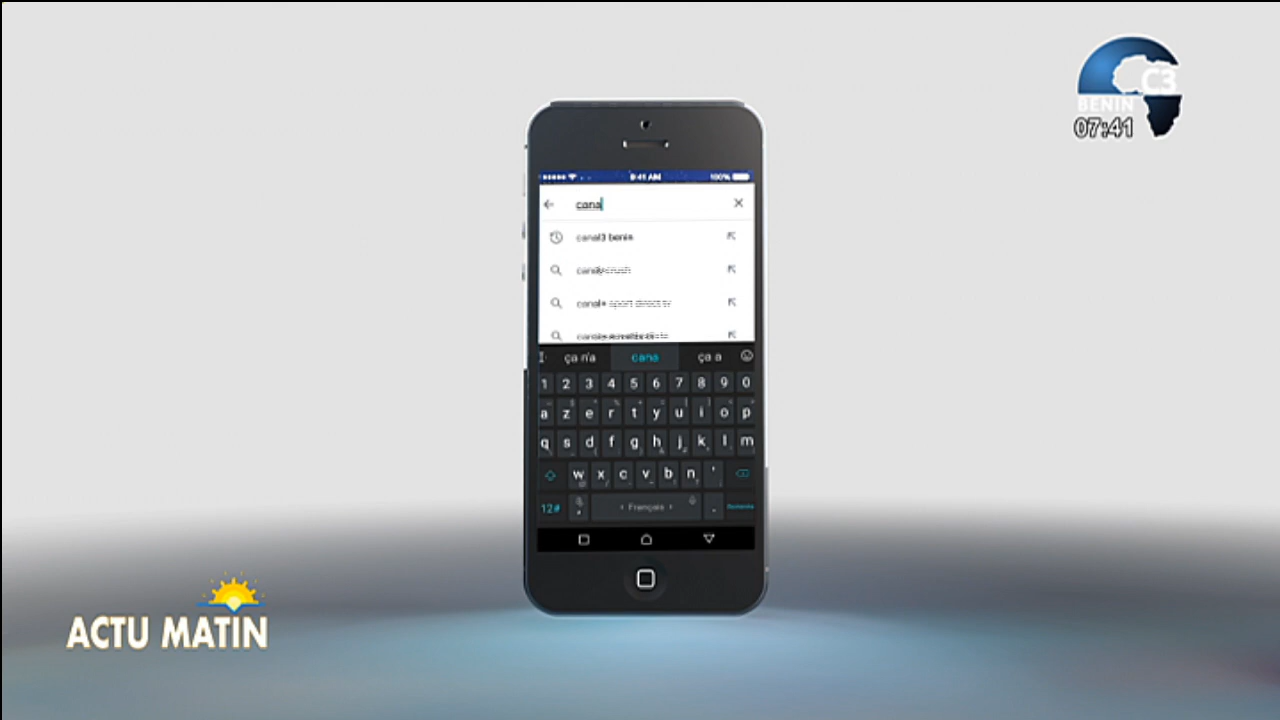 C3
BENIN
07:41
9:41 AM 100%
cana
canal3 benin
canal+
ça n'a cana ça a
1 2 3 4 5 6 7 8 9 0
a z e r t y u i o p
q s d f g h j k l m
w x c v b n '
12# Français .
ACTU MATIN